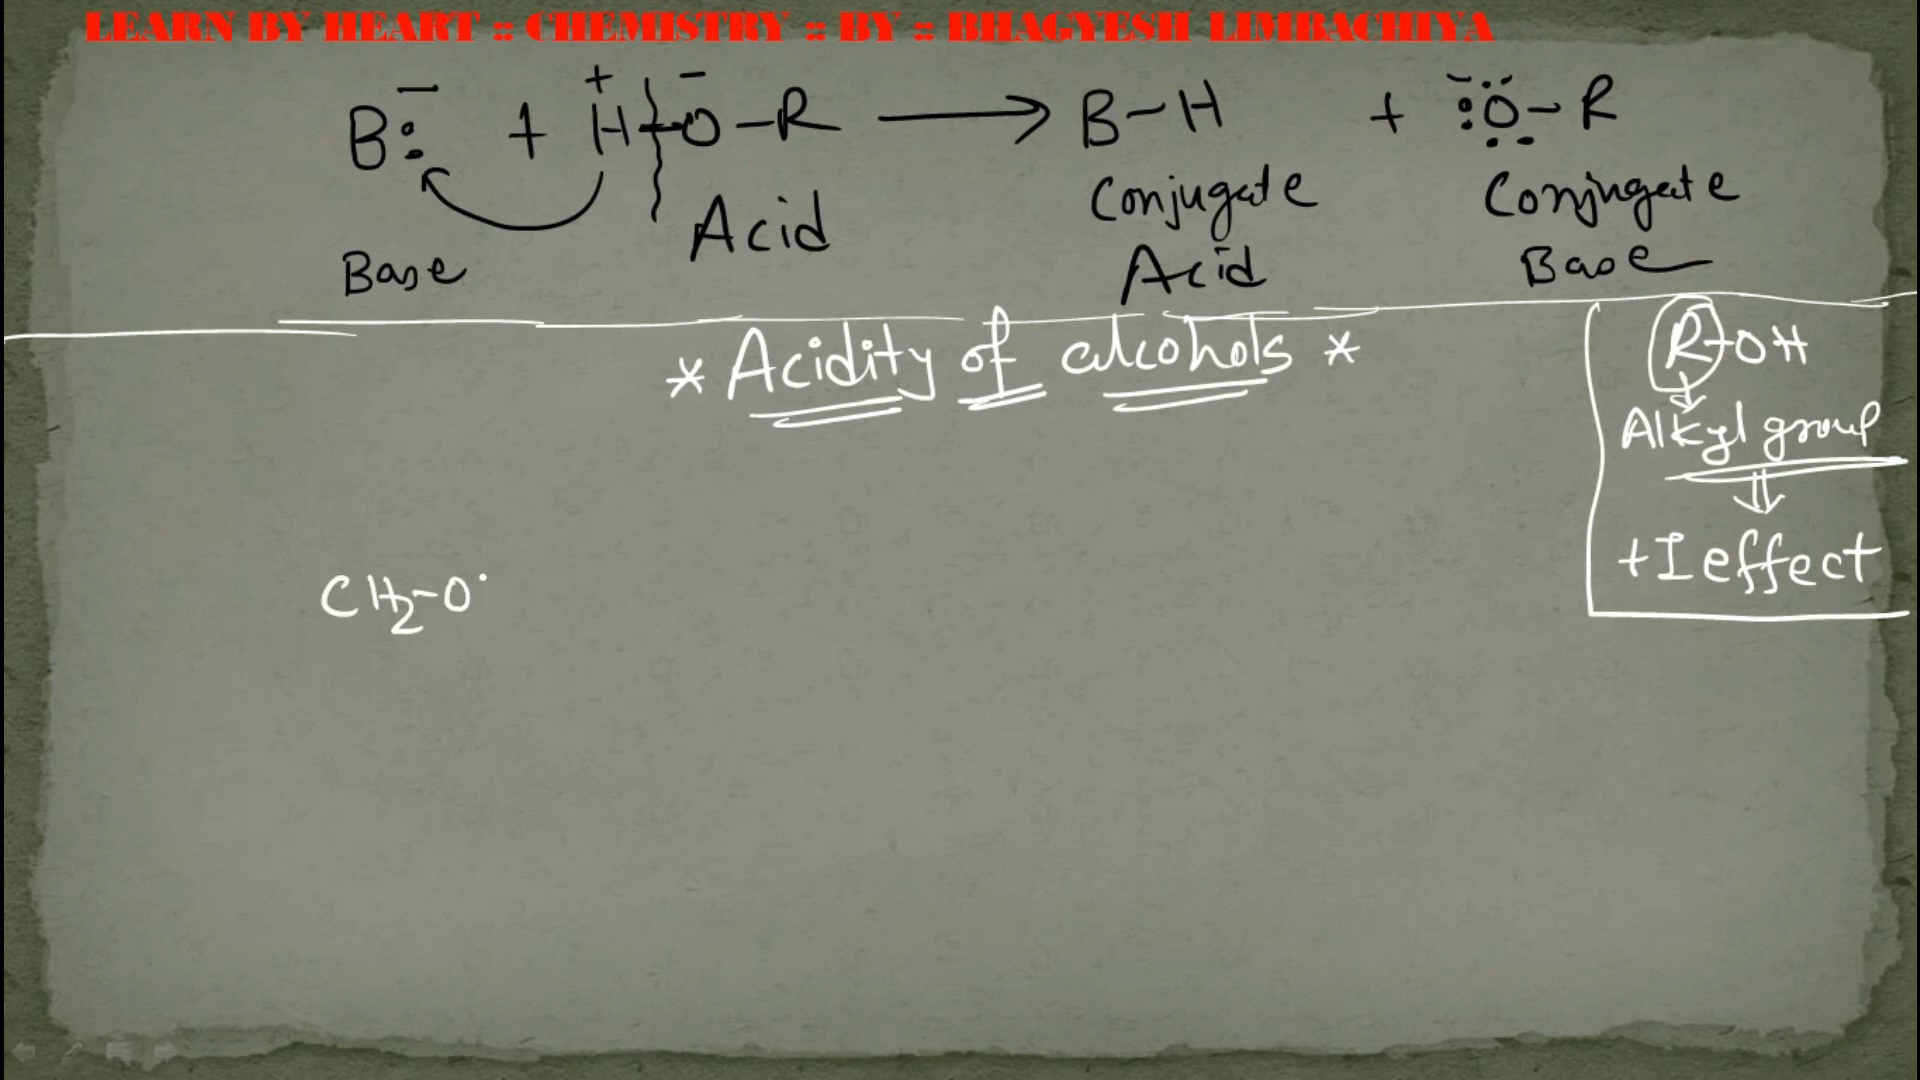 LEARN BY HEART :: CHEMISTRY :: BY :: BHAGYESH LIMBACHIYA
B:⁻ + H⁺-O⁻-R ⟶ B-H + ⁻:Ö-R
Base Acid Conjugate Acid Conjugate Base
* Acidity of alcohols *
R-OH
Alkyl group
+I effect
CH₂-O